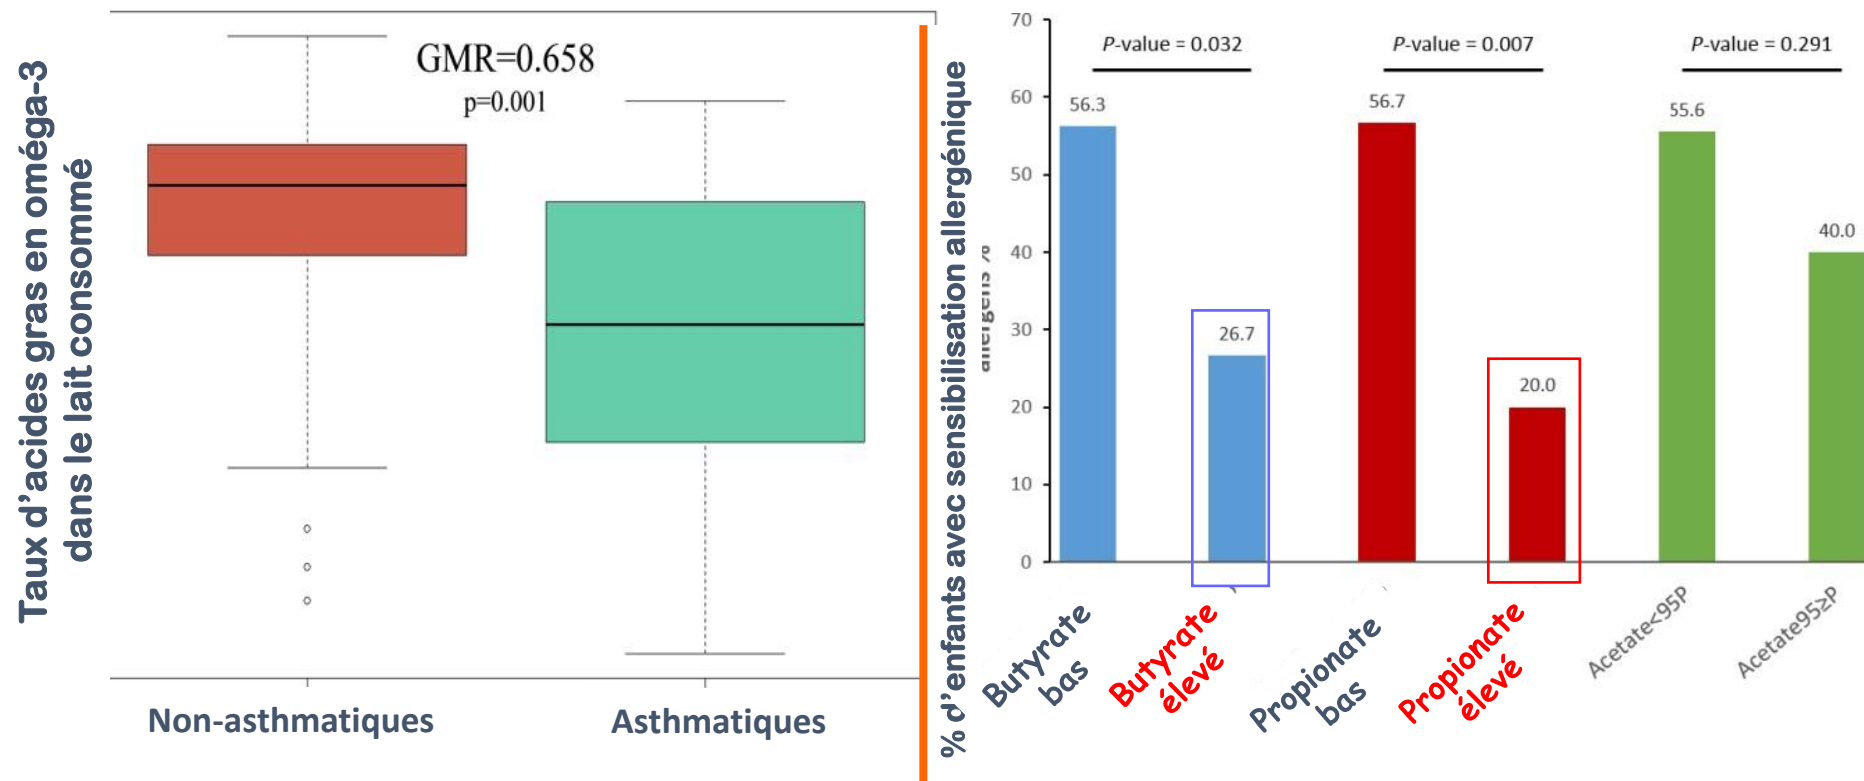 Taux d'acides gras en oméga-3
dans le lait consommé
GMR=0.658
p=0.001
Non-asthmatiques
Asthmatiques
% d'enfants avec sensibilisation allergénique
allergens %
70
60
50
40
30
20
10
0
P-value = 0.032
P-value = 0.007
P-value = 0.291
56.3
26.7
56.7
20.0
55.6
40.0
Butyrate
bas
Butyrate
élevé
Propionate
bas
Propionate
élevé
Acetate<95P
Acetate95≥P